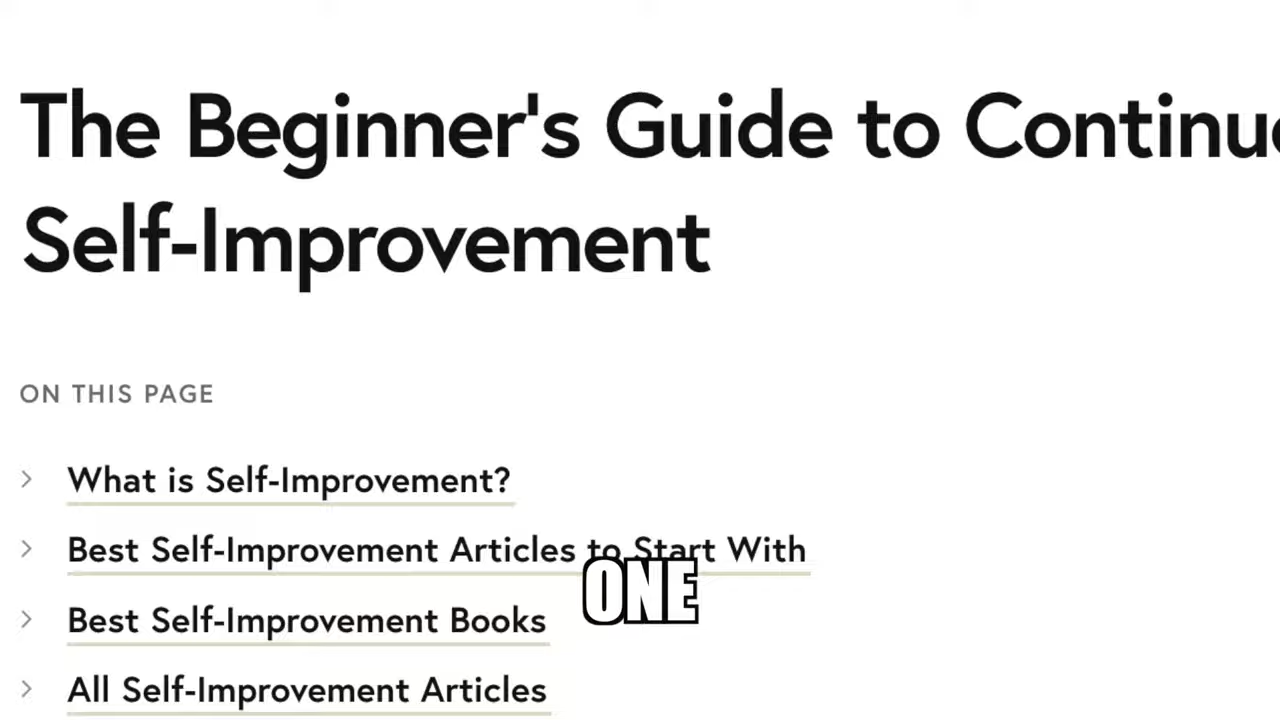 The Beginner's Guide to
Self-Improvement
ON THIS PAGE
What is Self-Improvement?
Best Self-Improvement Articles to Start With
ONE
Best Self-Improvement Books
All Self-Improvement Articles